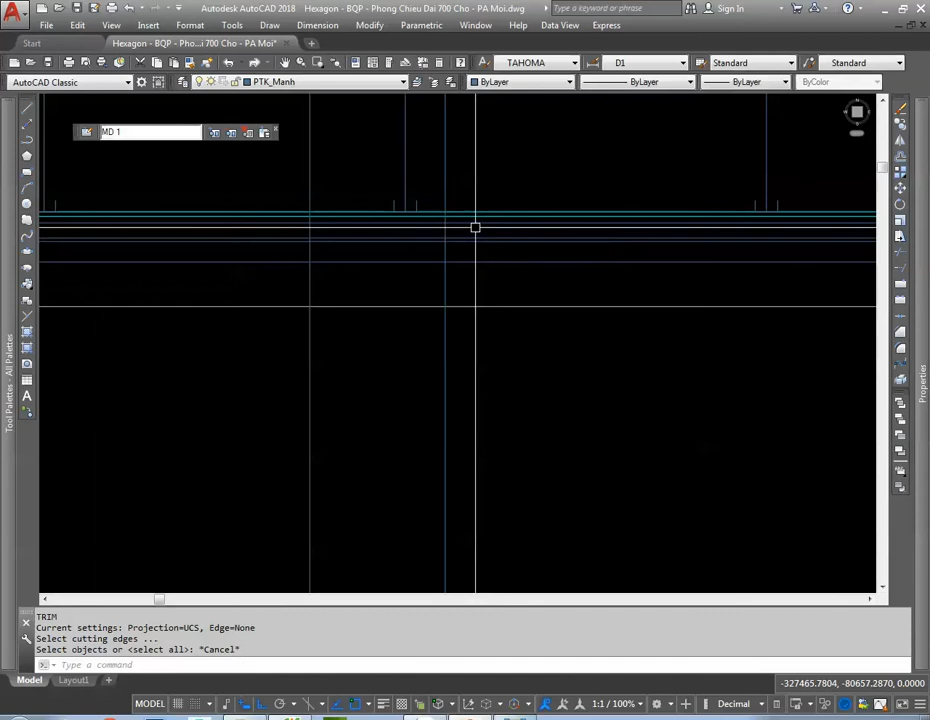 Autodesk AutoCAD 2018 Hexagon - BQP - Phong Chieu Dai 700 Cho - PA Moi.dwg Type a keyword or phrase Sign In
File Edit View Insert Format Tools Draw Dimension Modify Parametric Window Help Data View Express
Start Hexagon - BQP - Pho...i 700 Cho - PA Moi*
TAHOMA D1 Standard Standard
AutoCAD Classic PTK_Manh ByLayer ByLayer ByLayer ByColor
MD 1
Tool Palettes - All Palettes
Properties
TRIM
Current settings: Projection=UCS, Edge=None
Select cutting edges ...
Select objects or <select all>: *Cancel*
Type a command
Model Layout1 -327465.7804, -80657.2870, 0.0000
MODEL 1:1 / 100% Decimal